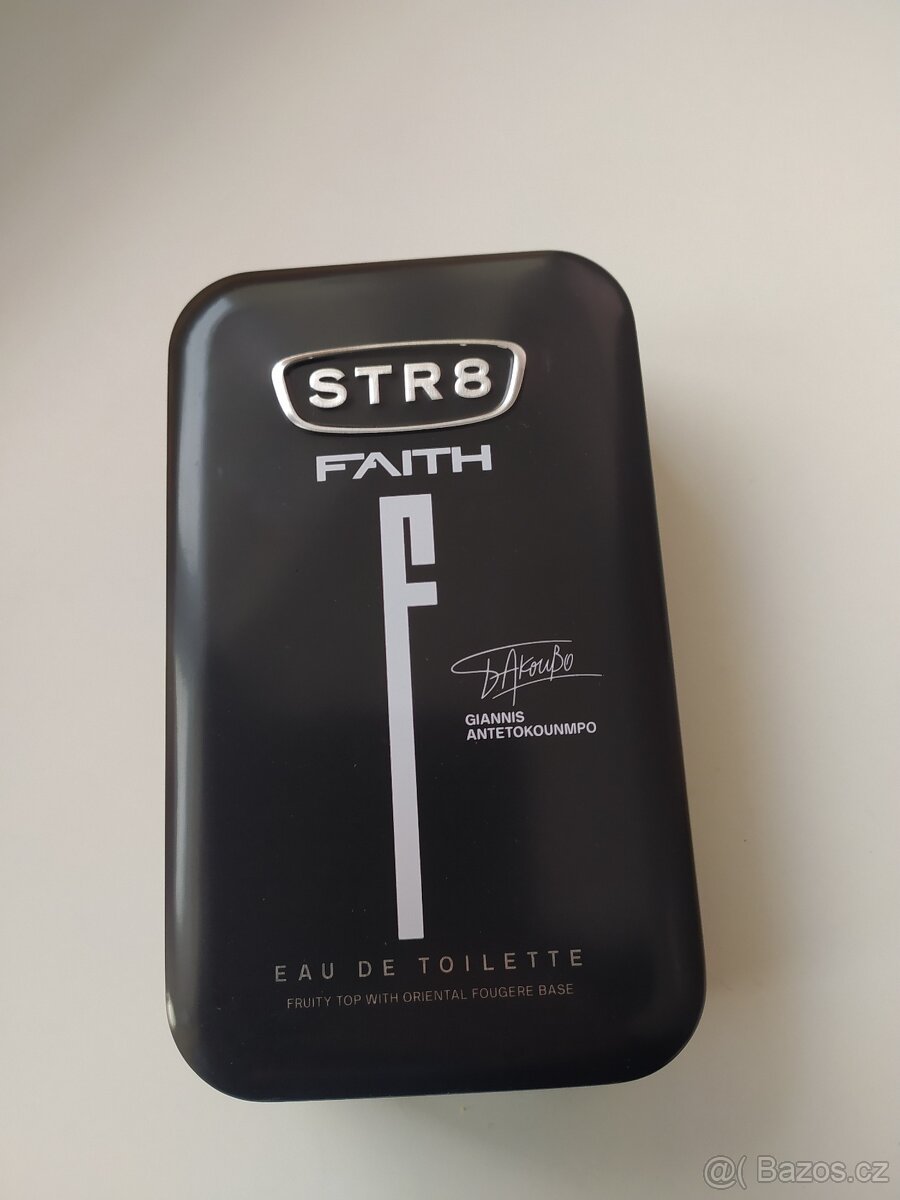 STR8
FAITH
F
GIANNIS
ANTETOKOUNMPO
EAU DE TOILETTE
FRUITY TOP WITH ORIENTAL FOUGERE BASE
@( Bazos.cz